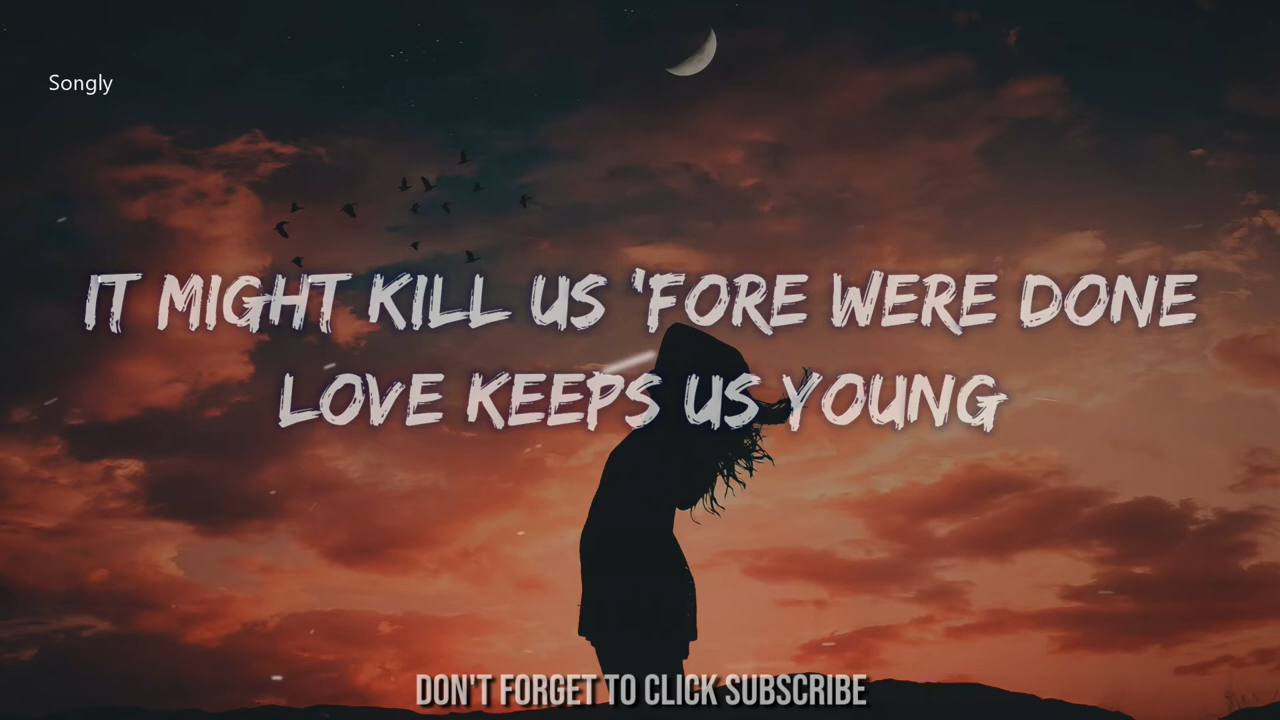 Songly
IT MIGHT KILL US 'FORE WERE DONE
LOVE KEEPS US YOUNG
DON'T FORGET TO CLICK SUBSCRIBE